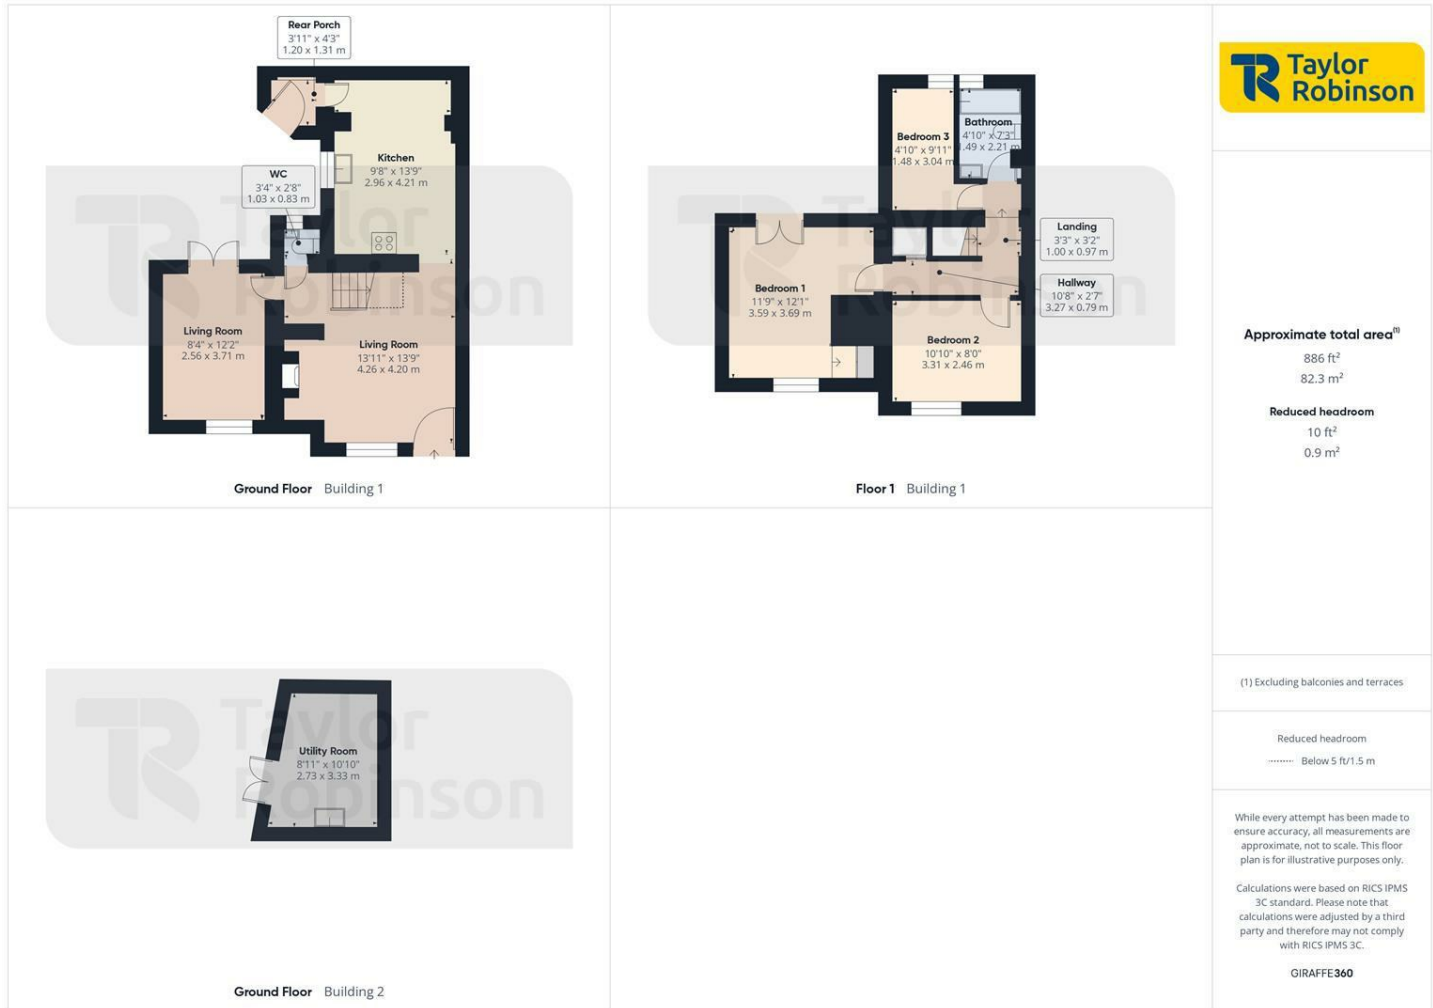 Rear Porch
3'11" x 4'3"
1.20 x 1.31 m
Kitchen
9'8" x 13'9"
2.96 x 4.21 m
WC
3'4" x 2'8"
1.03 x 0.83 m
Living Room
8'4" x 12'2"
2.56 x 3.71 m
Living Room
13'11" x 13'9"
4.26 x 4.20 m
Taylor
Robinson
Ground Floor Building 1
Bedroom 3
4'10" x 9'11"
1.48 x 3.04 m
Bathroom
4'10" x 7'3"
1.49 x 2.21 m
Landing
3'3" x 3'2"
1.00 x 0.97 m
Hallway
10'8" x 2'7"
3.27 x 0.79 m
Bedroom 1
11'9" x 12'1"
3.59 x 3.69 m
Bedroom 2
10'10" x 8'0"
3.31 x 2.46 m
Taylor
Robinson
Floor 1 Building 1
Utility Room
8'11" x 10'10"
2.73 x 3.33 m
Taylor
Robinson
Ground Floor Building 2
Taylor
Robinson
Approximate total area(1)
886 ft²
82.3 m²
Reduced headroom
10 ft²
0.9 m²
(1) Excluding balconies and terraces
Reduced headroom
Below 5 ft/1.5 m
While every attempt has been made to
ensure accuracy, all measurements are
approximate, not to scale. This floor
plan is for illustrative purposes only.
Calculations were based on RICS IPMS
3C standard. Please note that
calculations were adjusted by a third
party and therefore may not comply
with RICS IPMS 3C.
GIRAFFE360